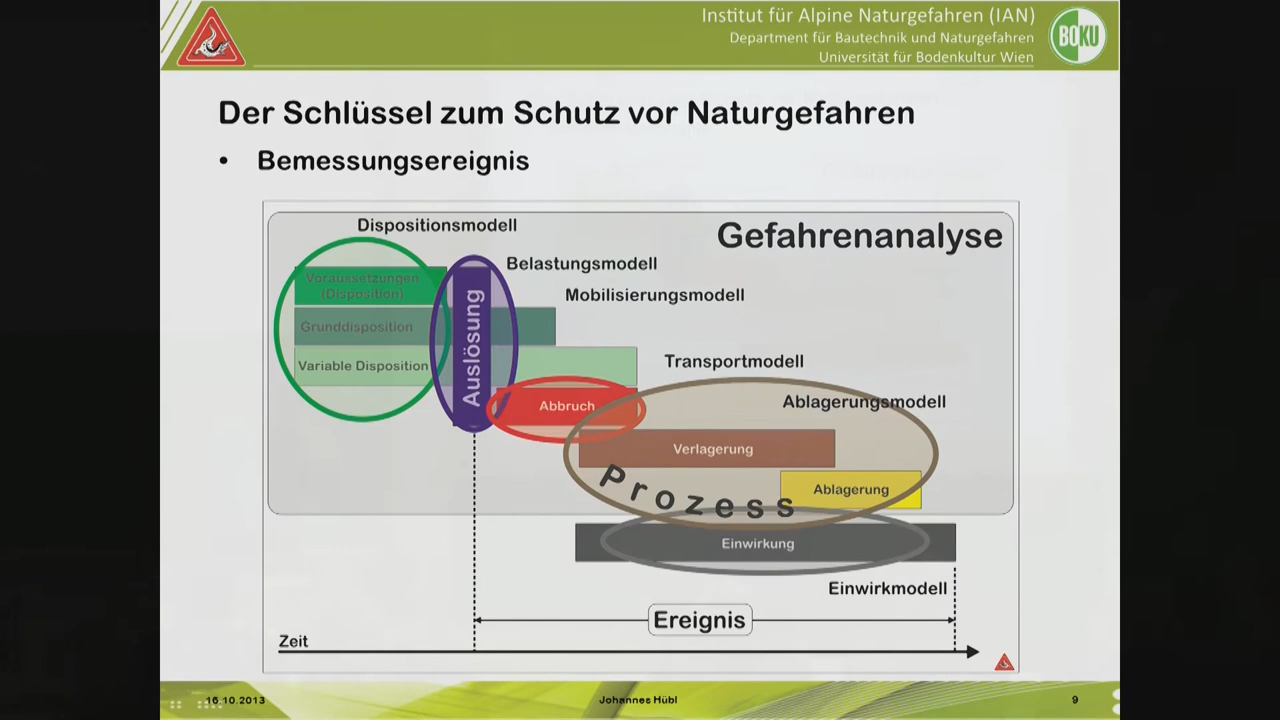 Institut für Alpine Naturgefahren (IAN)
Department für Bautechnik und Naturgefahren
Universität für Bodenkultur Wien
BOKU
Der Schlüssel zum Schutz vor Naturgefahren
• Bemessungsereignis
Dispositionsmodell
Gefahrenanalyse
Belastungsmodell
Voraussetzungen
(Disposition)
Mobilisierungsmodell
Grunddisposition
Auslösung
Variable Disposition
Transportmodell
Abbruch
Ablagerungsmodell
Verlagerung
Ablagerung
Prozess
Einwirkung
Einwirkmodell
Ereignis
Zeit
16.10.2013
Johannes Hübl
9